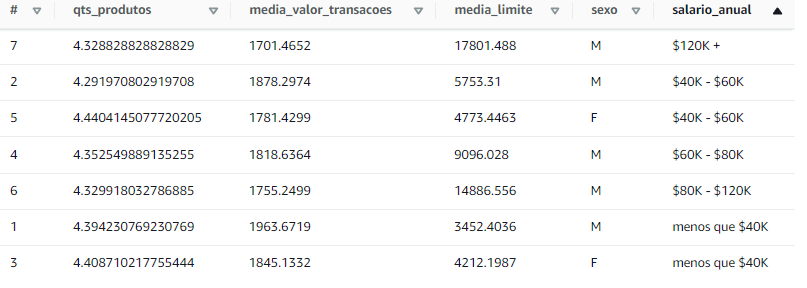 # qts_produtos media_valor_transacoes media_limite sexo salario_anual
7 4.328828828828829 1701.4652 17801.488 M $120K +
2 4.291970802919708 1878.2974 5753.31 M $40K - $60K
5 4.4404145077720205 1781.4299 4773.4463 F $40K - $60K
4 4.352549889135255 1818.6364 9096.028 M $60K - $80K
6 4.329918032786885 1755.2499 14886.556 M $80K - $120K
1 4.394230769230769 1963.6719 3452.4036 M menos que $40K
3 4.408710217755444 1845.1332 4212.1987 F menos que $40K